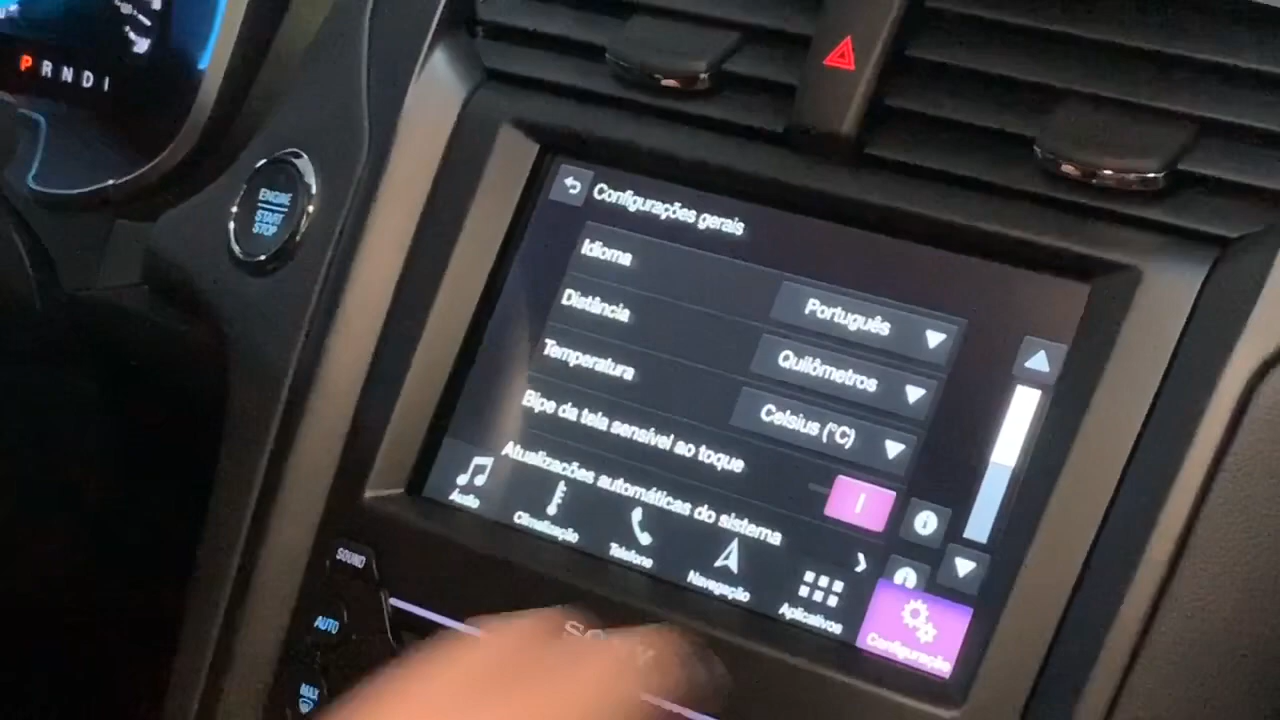 P R N D I
ENGINE
START
STOP
Configurações gerais
Idioma
Português
Distância
Quilômetros
Temperatura
Celsius (°C)
Bipe da tela sensível ao toque
I
Atualizações automáticas do sistema
Áudio
Climatização
Telefone
Navegação
Aplicativos
Configuração
SOUND
AUTO
MAX